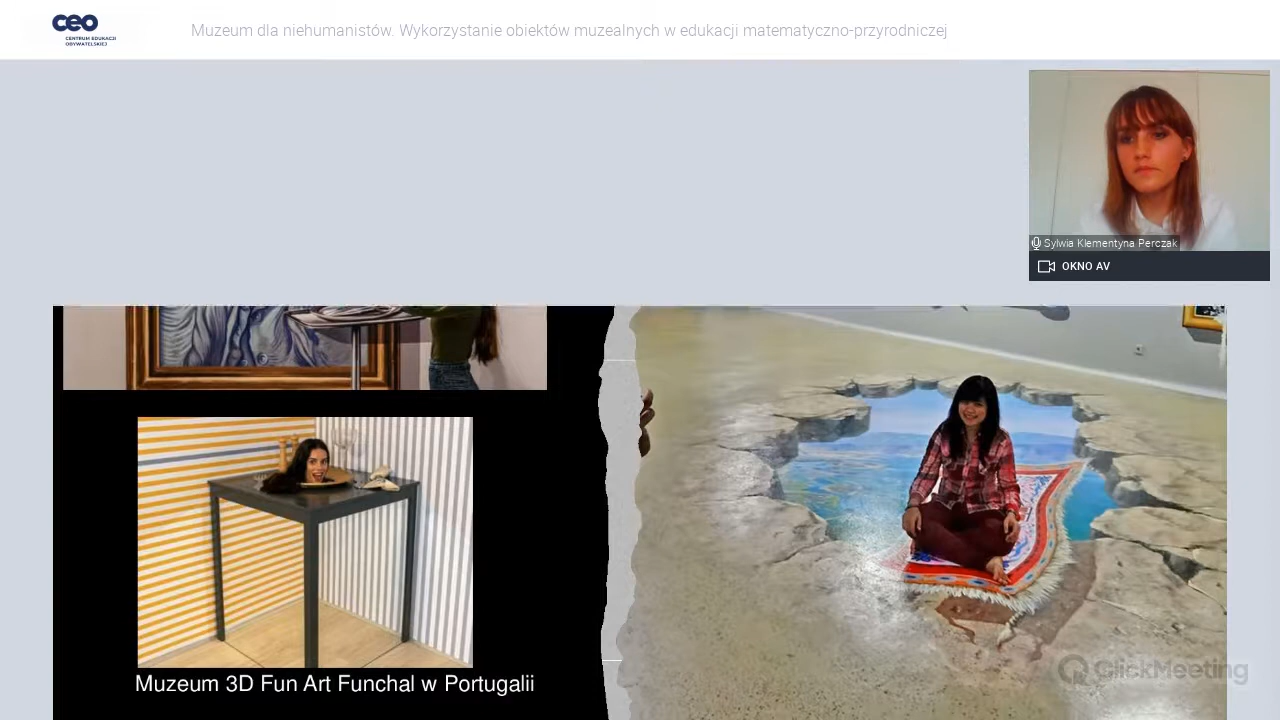 ceo
CENTRUM EDUKACJI
OBYWATELSKIEJ
Muzeum dla niehumanistów. Wykorzystanie obiektów muzealnych w edukacji matematyczno-przyrodniczej
Sylwia Klementyna Perczak
OKNO AV
Muzeum 3D Fun Art Funchal w Portugalii
ClickMeeting